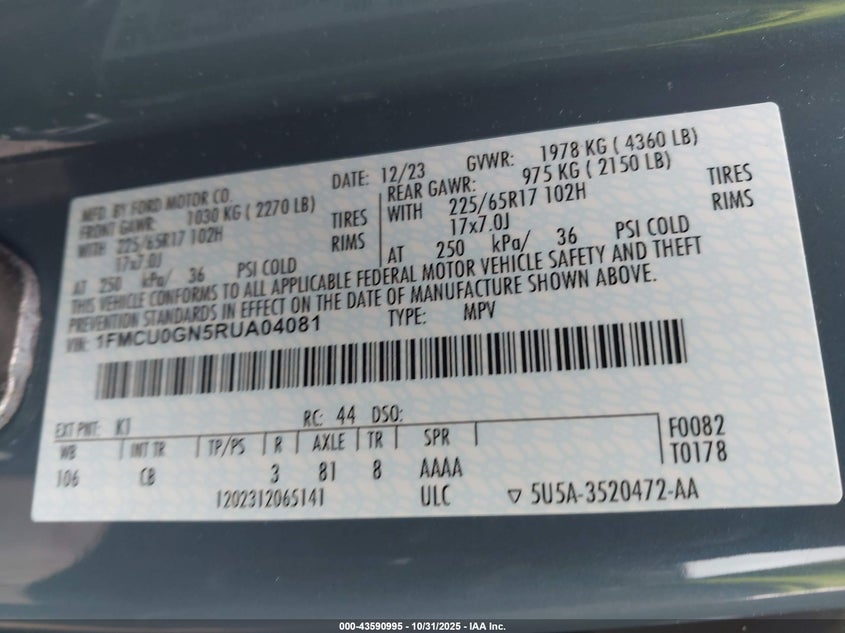 MFD. BY FORD MOTOR CO. DATE: 12/23 GVWR: 1978 KG ( 4360 LB)
FRONT GAWR: 1030 KG ( 2270 LB) REAR GAWR: 975 KG ( 2150 LB)
WITH 225/65R17 102H TIRES WITH 225/65R17 102H TIRES
17x7.0J RIMS 17x7.0J RIMS
AT 250 kPa/ 36 PSI COLD AT 250 kPa/ 36 PSI COLD
THIS VEHICLE CONFORMS TO ALL APPLICABLE FEDERAL MOTOR VEHICLE SAFETY AND THEFT
PREVENTION STANDARDS IN EFFECT ON THE DATE OF MANUFACTURE SHOWN ABOVE.
VIN: 1FMCU0GN5RUA04081 TYPE: MPV
EXT PNT: K1 RC: 44 DSO: F0082
WB INT TR TP/PS R AXLE TR SPR T0178
106 CB 3 81 8 AAAA
1202312065141 ULC ▽ 5U5A-3520472-AA
000-43590995 - 10/31/2025 - IAA Inc.